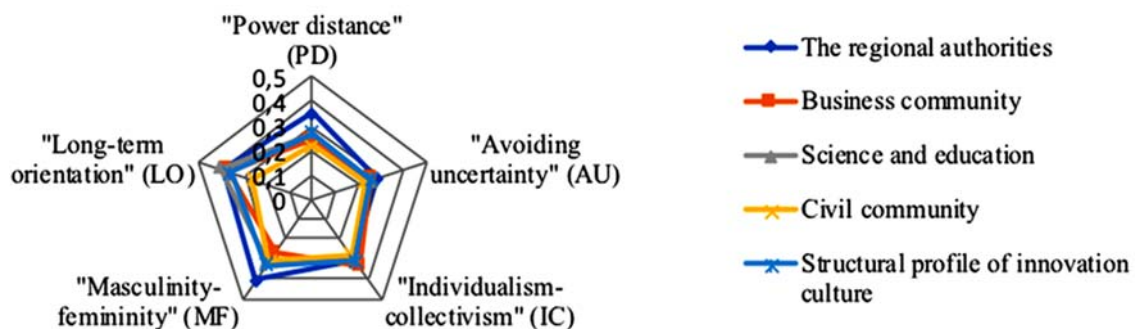 "Power distance"
(PD)
0,5
0,4
0,3
0,2
0,1
0
"Avoiding
uncertainty" (AU)
"Individualism-
collectivism" (IC)
"Masculinity-
femininity" (MF)
"Long-term
orientation" (LO)
The regional authorities
Business community
Science and education
Civil community
Structural profile of innovation
culture